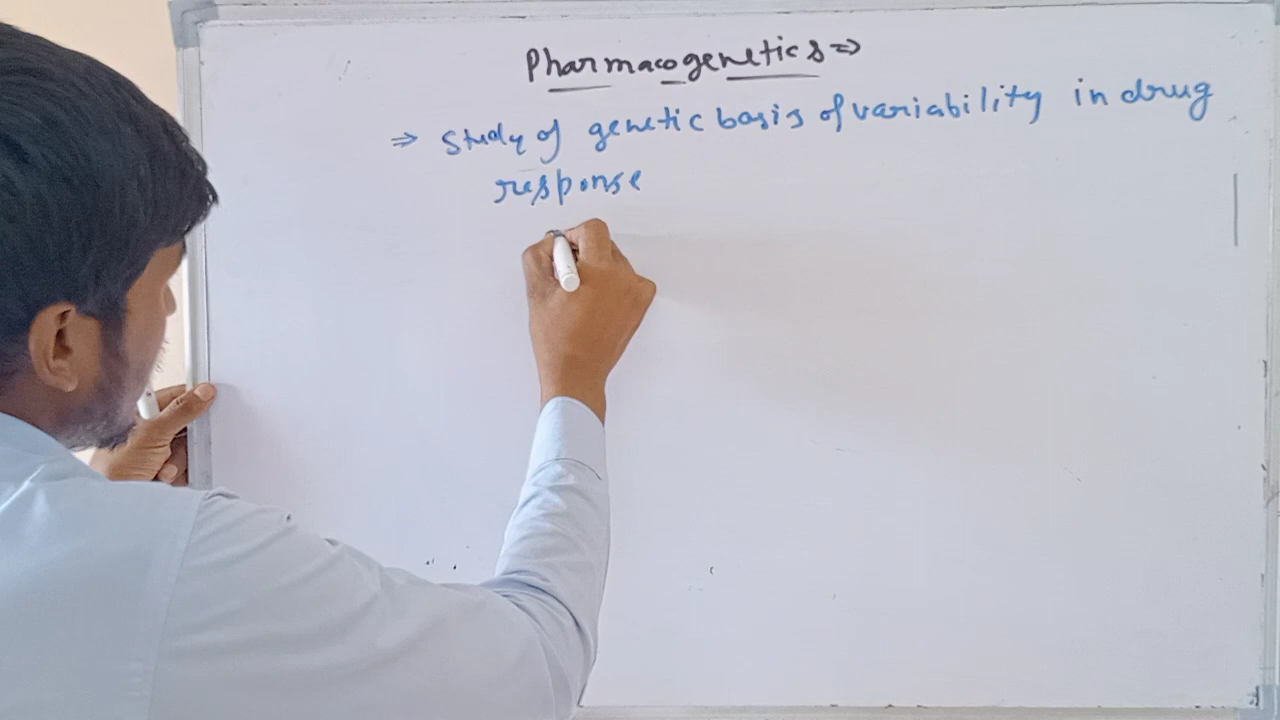 Pharmacogenetics ⇒
⇒ Study of genetic basis of variability in drug
response